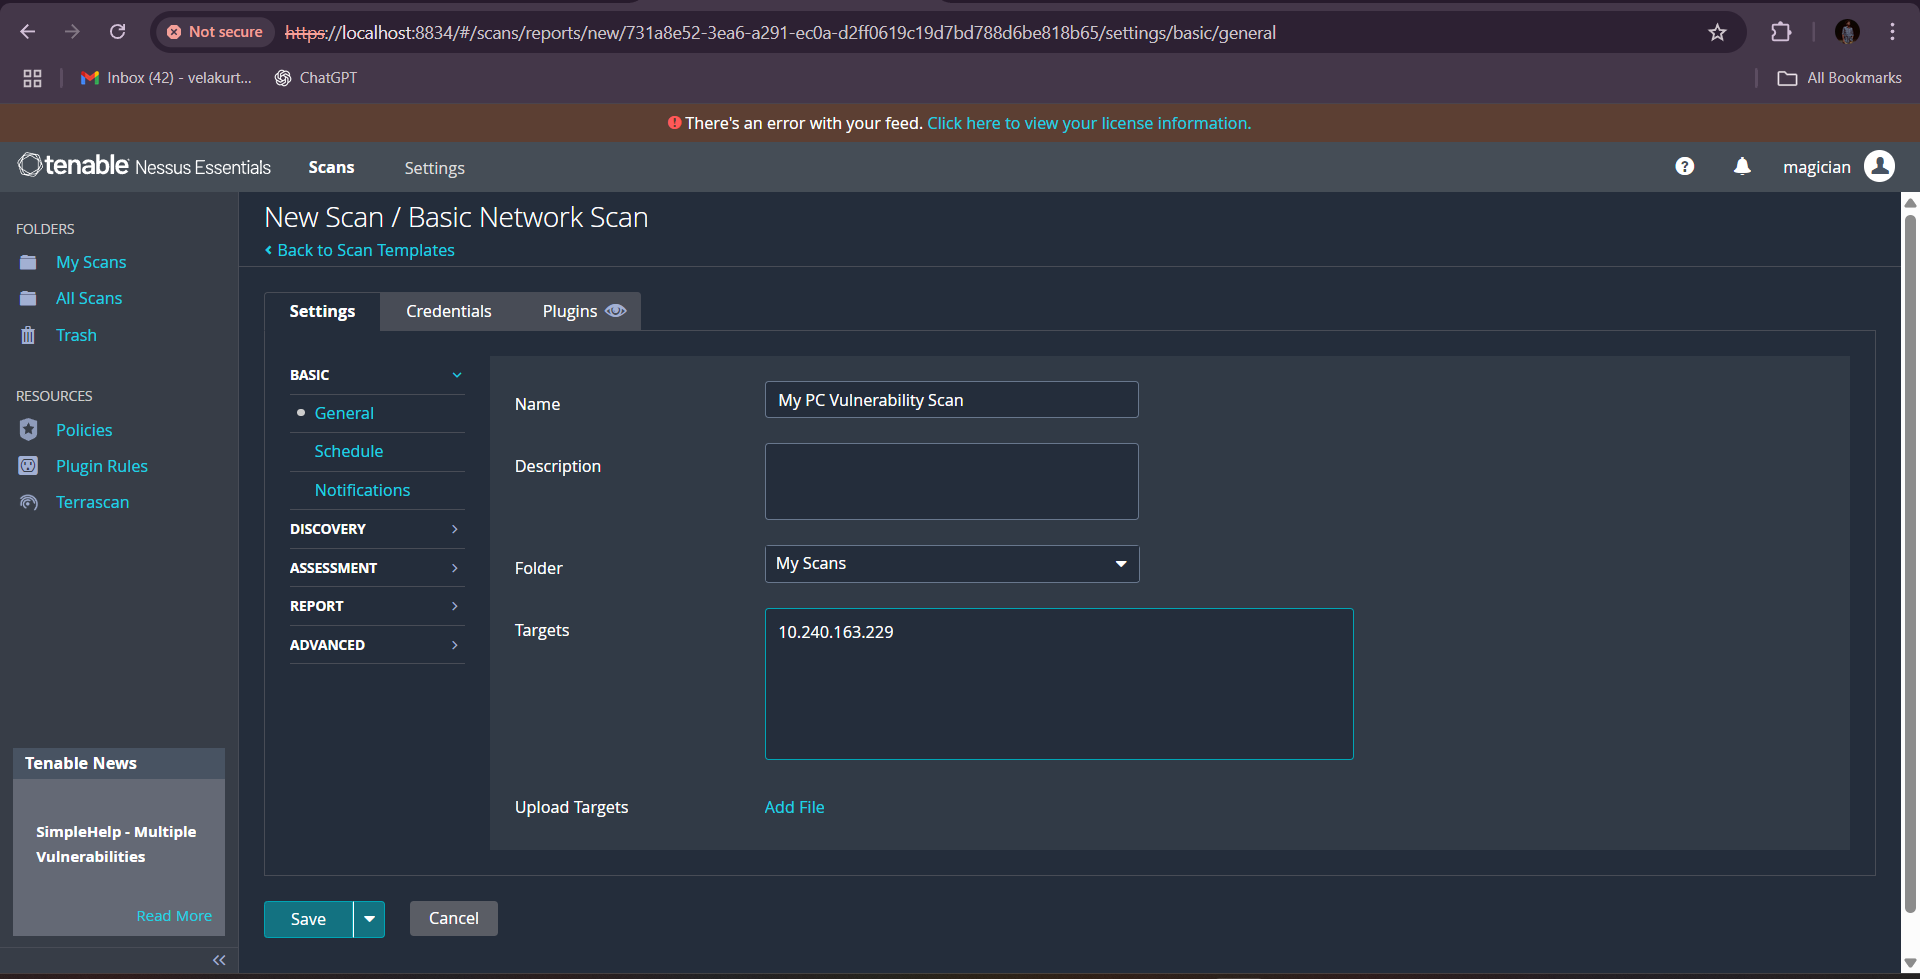 Not secure https://localhost:8834/#/scans/reports/new/731a8e52-3ea6-a291-ec0a-d2ff0619c19d7bd788d6be818b65/settings/basic/general
Inbox (42) - velakurt... ChatGPT All Bookmarks
There's an error with your feed. Click here to view your license information.
tenable Nessus Essentials Scans Settings ? magician
New Scan / Basic Network Scan
Back to Scan Templates
FOLDERS
My Scans
All Scans
Trash
RESOURCES
Policies
Plugin Rules
Terrascan
Tenable News
SimpleHelp - Multiple
Vulnerabilities
Read More
Settings Credentials Plugins
BASIC
General
Schedule
Notifications
DISCOVERY
ASSESSMENT
REPORT
ADVANCED
Name My PC Vulnerability Scan
Description
Folder My Scans
Targets 10.240.163.229
Upload Targets Add File
Save Cancel